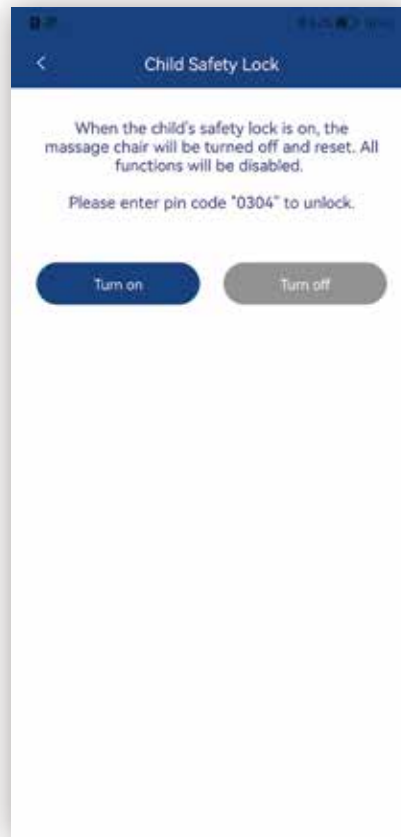 Child Safety Lock
When the child's safety lock is on, the
massage chair will be turned off and reset. All
functions will be disabled.
Please enter pin code "0304" to unlock.
Turn on
Turn off